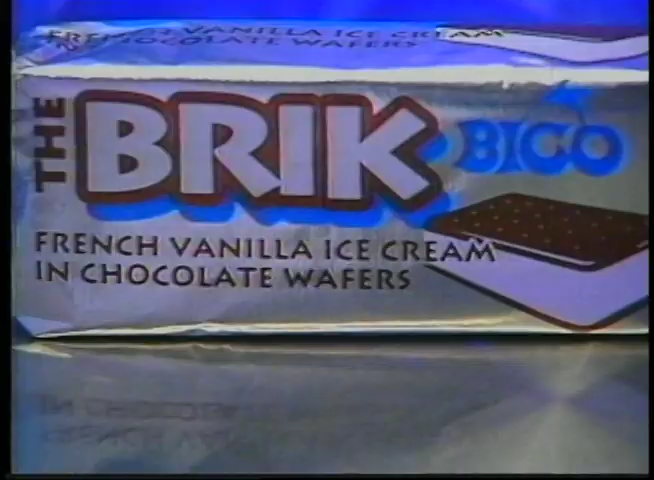 FRENCH VANILLA ICE CREAM
IN CHOCOLATE WAFERS
THE
BRIK
BICO
FRENCH VANILLA ICE CREAM
IN CHOCOLATE WAFERS